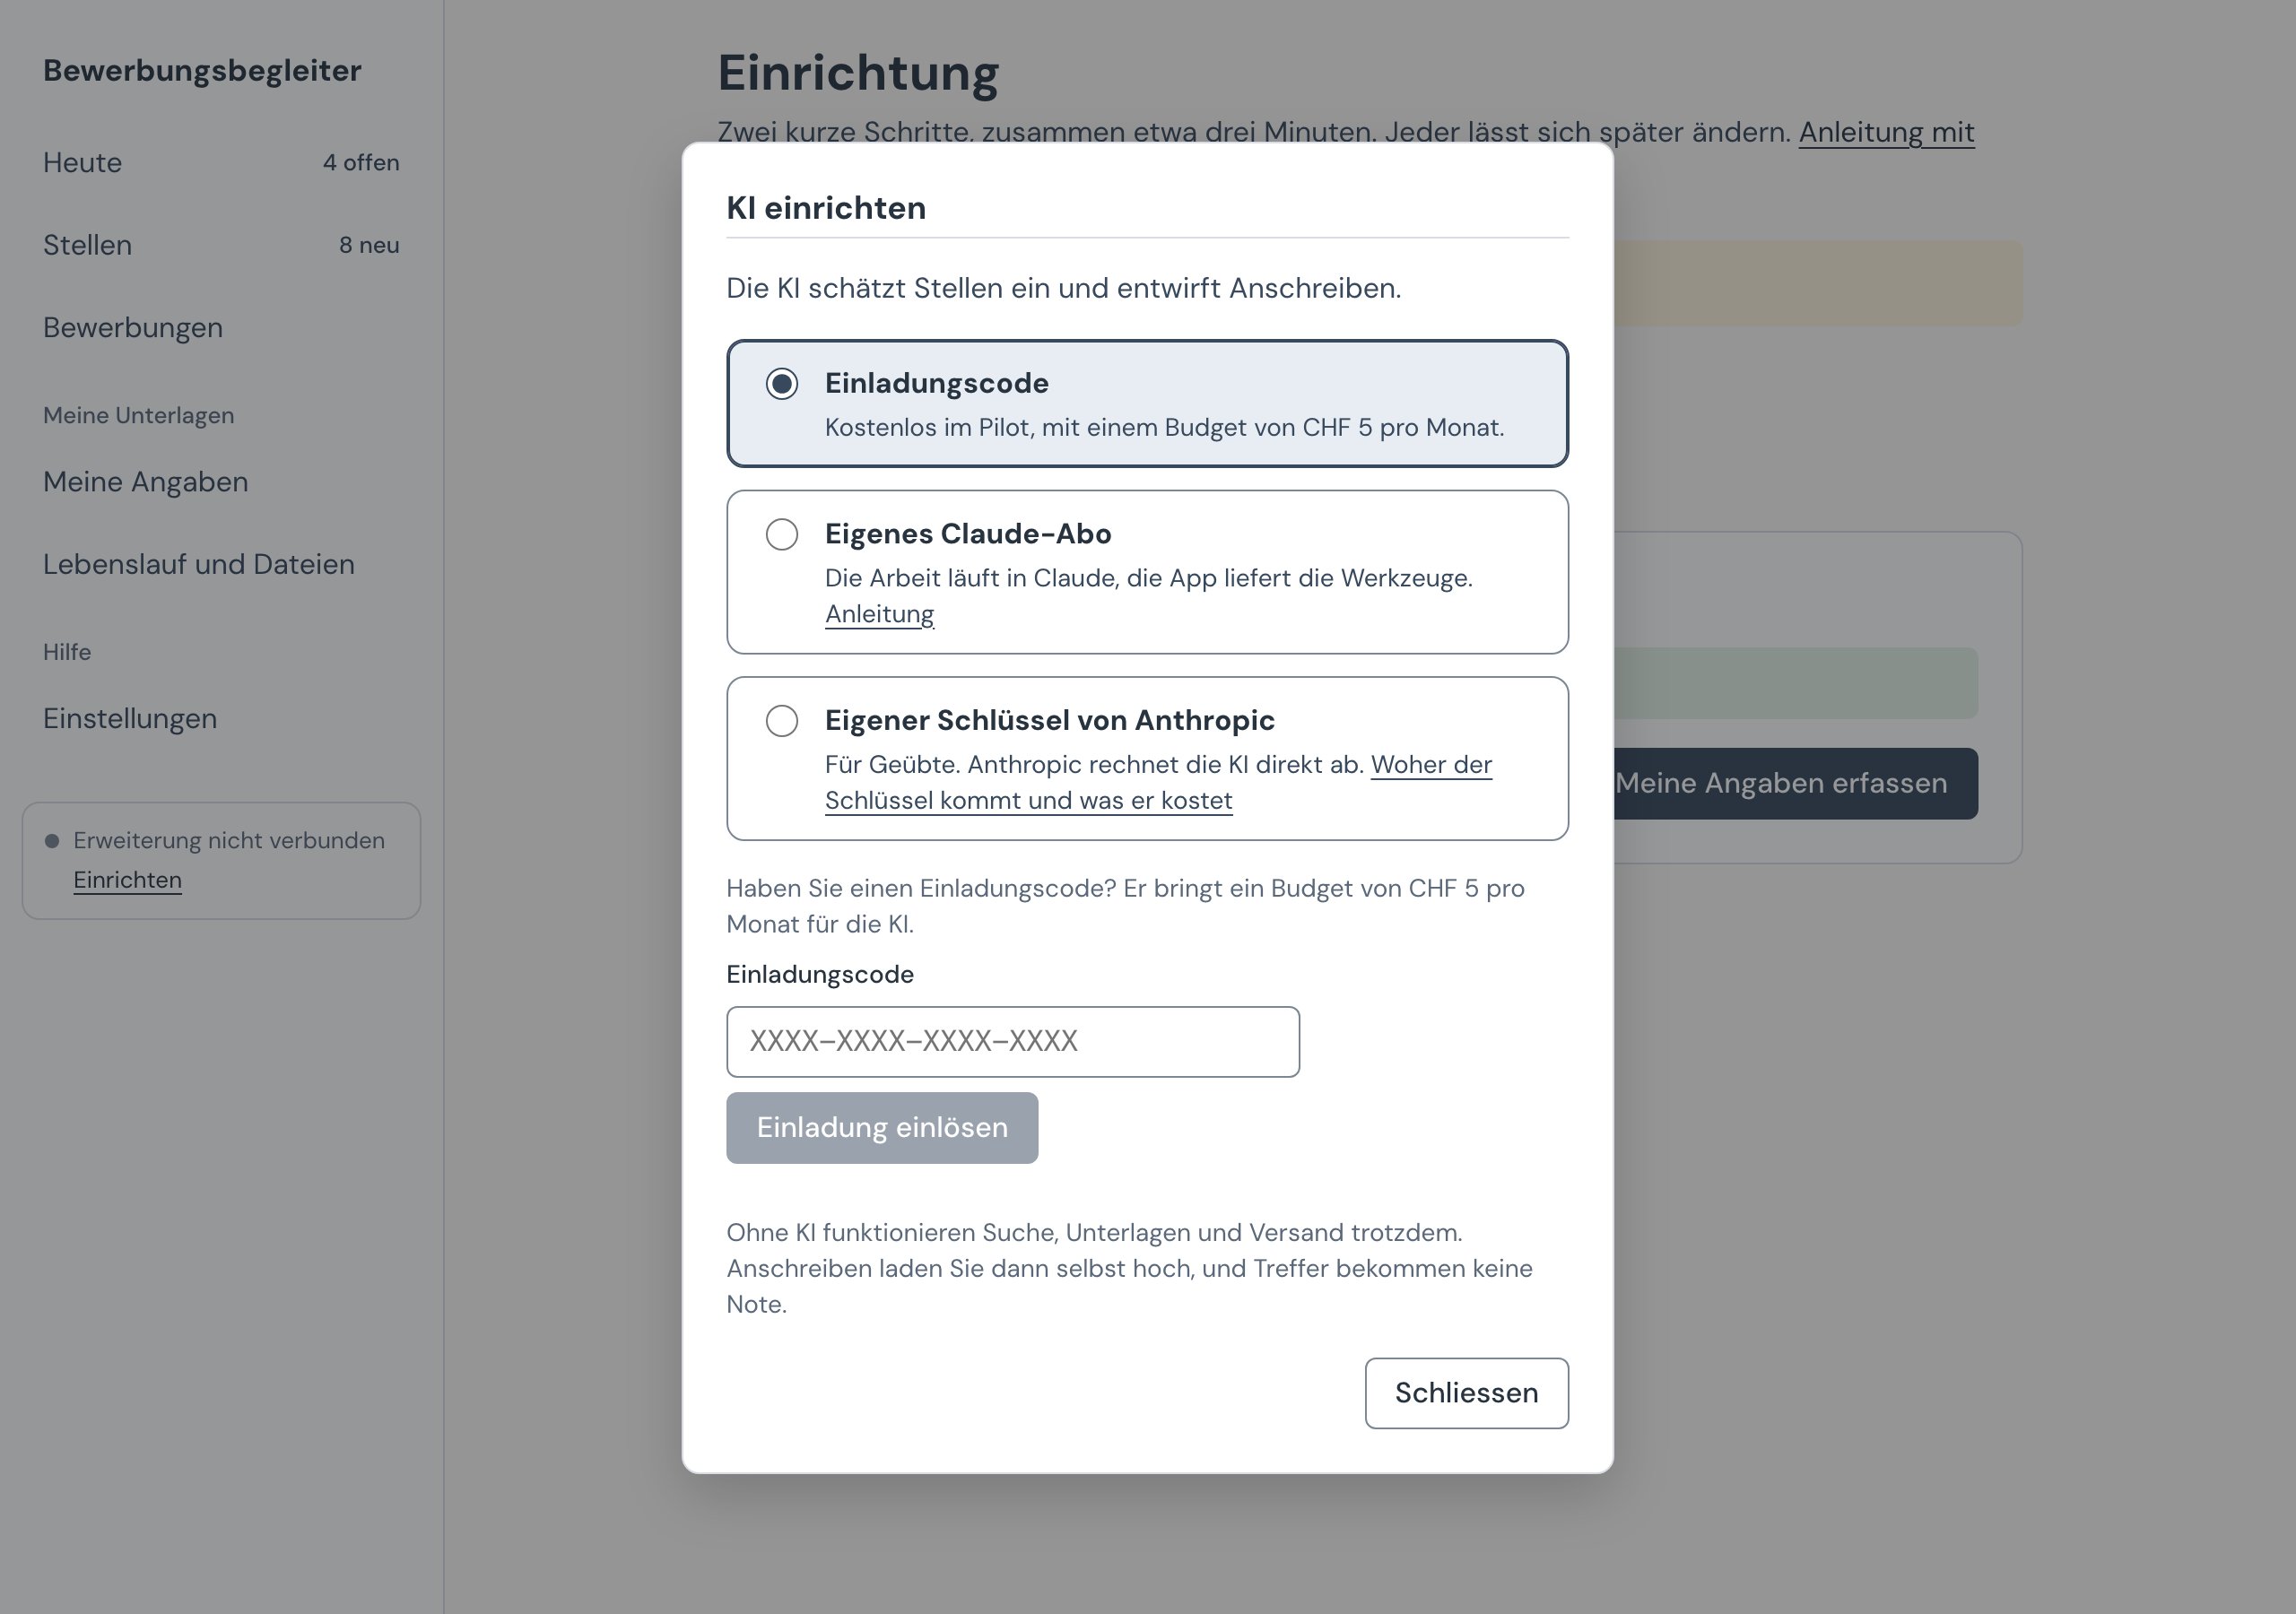 Bewerbungsbegleiter
Heute 4 offen
Stellen 8 neu
Bewerbungen
Meine Unterlagen
Meine Angaben
Lebenslauf und Dateien
Hilfe
Einstellungen
Erweiterung nicht verbunden
Einrichten
Einrichtung
Zwei kurze Schritte, zusammen etwa drei Minuten. Jeder lässt sich später ändern. Anleitung mit
KI einrichten
Die KI schätzt Stellen ein und entwirft Anschreiben.
Einladungscode
Kostenlos im Pilot, mit einem Budget von CHF 5 pro Monat.
Eigenes Claude-Abo
Die Arbeit läuft in Claude, die App liefert die Werkzeuge.
Anleitung
Eigener Schlüssel von Anthropic
Für Geübte. Anthropic rechnet die KI direkt ab. Woher der
Schlüssel kommt und was er kostet
Haben Sie einen Einladungscode? Er bringt ein Budget von CHF 5 pro
Monat für die KI.
Einladungscode
XXXX–XXXX–XXXX–XXXX
Einladung einlösen
Ohne KI funktionieren Suche, Unterlagen und Versand trotzdem.
Anschreiben laden Sie dann selbst hoch, und Treffer bekommen keine
Note.
Schliessen
Meine Angaben erfassen